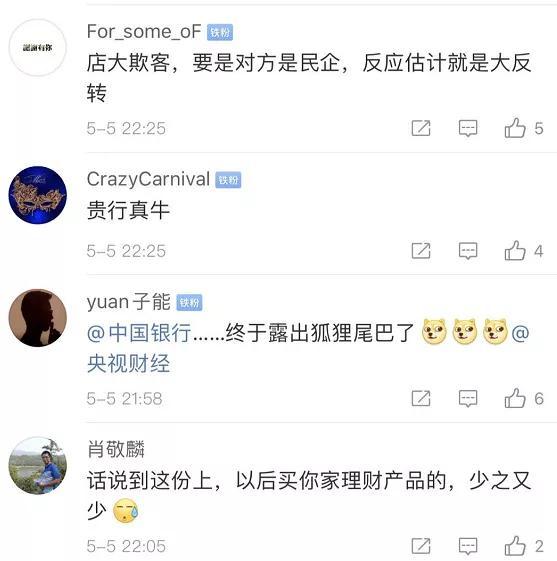 For_some_oF 铁粉
店大欺客，要是对方是民企，反应估计就是大反
转
5-5 22:25 5
CrazyCarnival 铁粉
贵行真牛
5-5 22:25 4
yuan子能 铁粉
@中国银行......终于露出狐狸尾巴了@
央视财经
5-5 21:58 6
肖敬麟
话说到这份上，以后买你家理财产品的，少之又
少
5-5 22:05 2